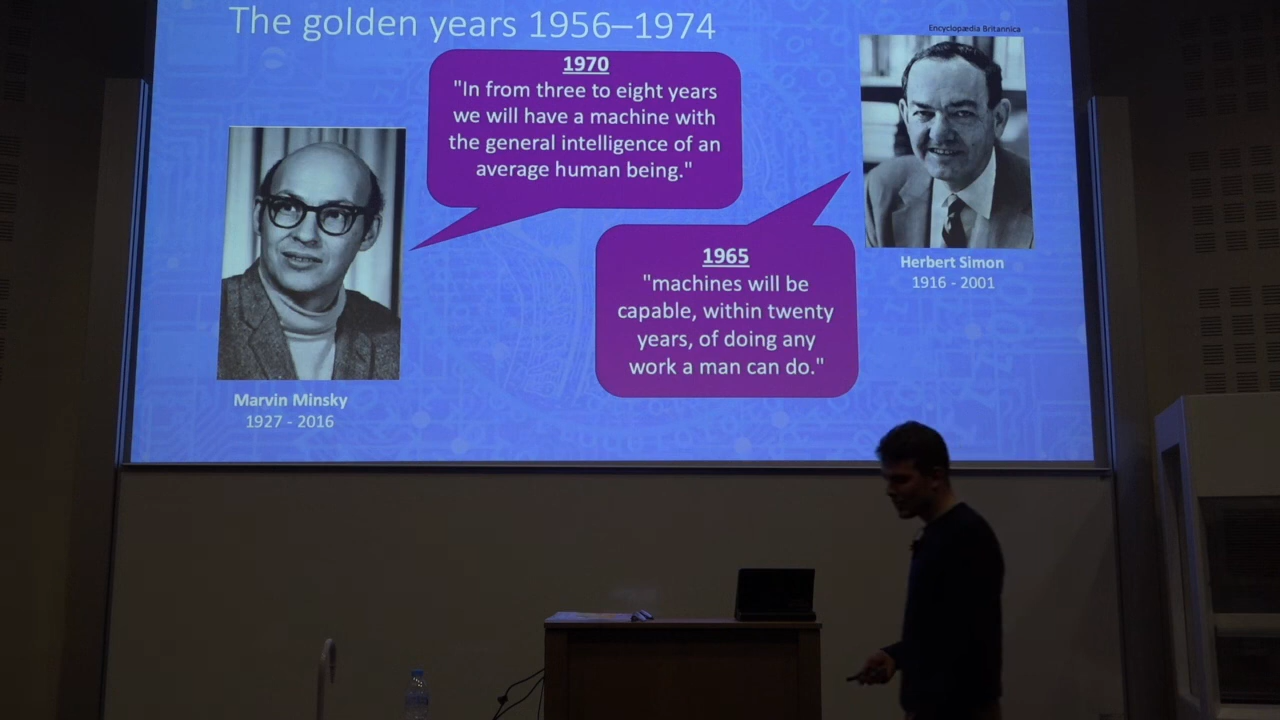 The golden years 1956–1974
Encyclopædia Britannica
1970
"In from three to eight years
we will have a machine with
the general intelligence of an
average human being."
Herbert Simon
1916 - 2001
1965
"machines will be
capable, within twenty
years, of doing any
work a man can do."
Marvin Minsky
1927 - 2016